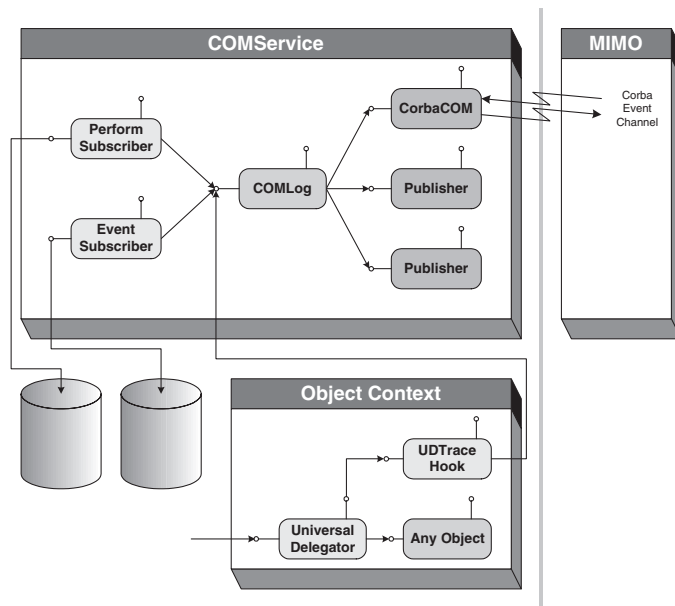 COMService
MIMO
Perform
Subscriber
Event
Subscriber
COMLog
CorbaCOM
Publisher
Publisher
Corba
Event
Channel
Object Context
UDTrace
Hook
Universal
Delegator
Any Object